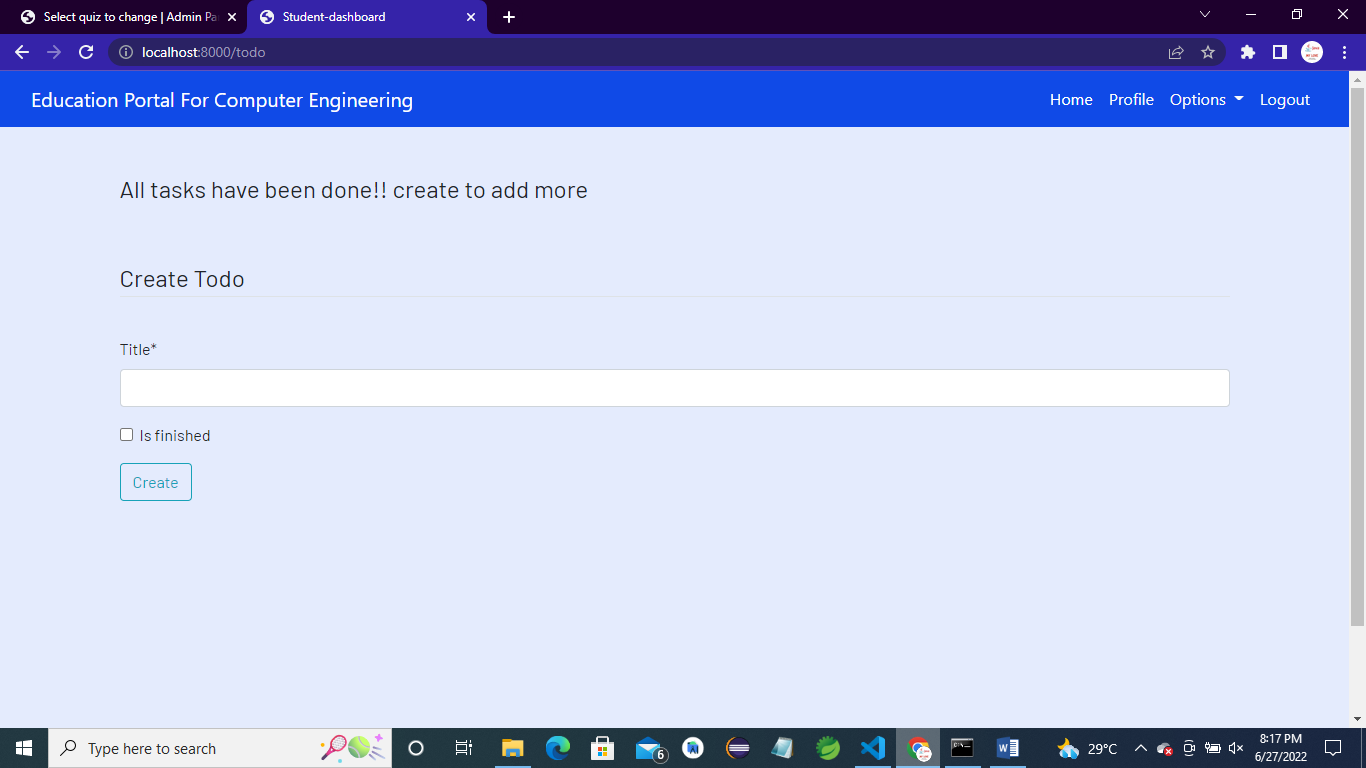 Select quiz to change | Admin Pa
Student-dashboard
localhost:8000/todo
Education Portal For Computer Engineering
Home Profile Options Logout
All tasks have been done!! create to add more
Create Todo
Title*
Is finished
Create
Type here to search
6
29°C
8:17 PM
6/27/2022